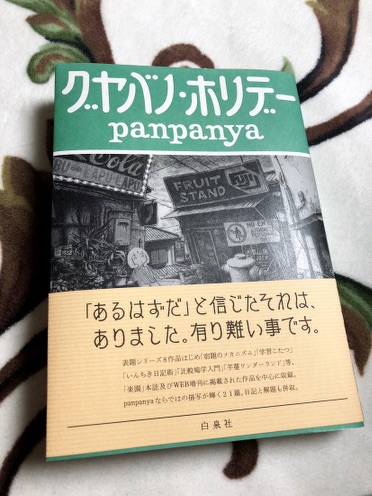 グヤバノ・ホリデー
panpanya
Cola
FRUIT
STAND
「あるはずだ」と信じたそれは、
ありました。有り難い事です。
表題シリーズ8作品はじめ「宿題のメカニズム」「学習こたつ」
「いんちき日記術」「比較鳩学入門」「芋蔓ワンダーランド」等、
「楽園」本誌及びWEB増刊に掲載された作品を中心に収録。
panpanyaならではの描写が輝く21篇。日記と解題も併収。
白泉社